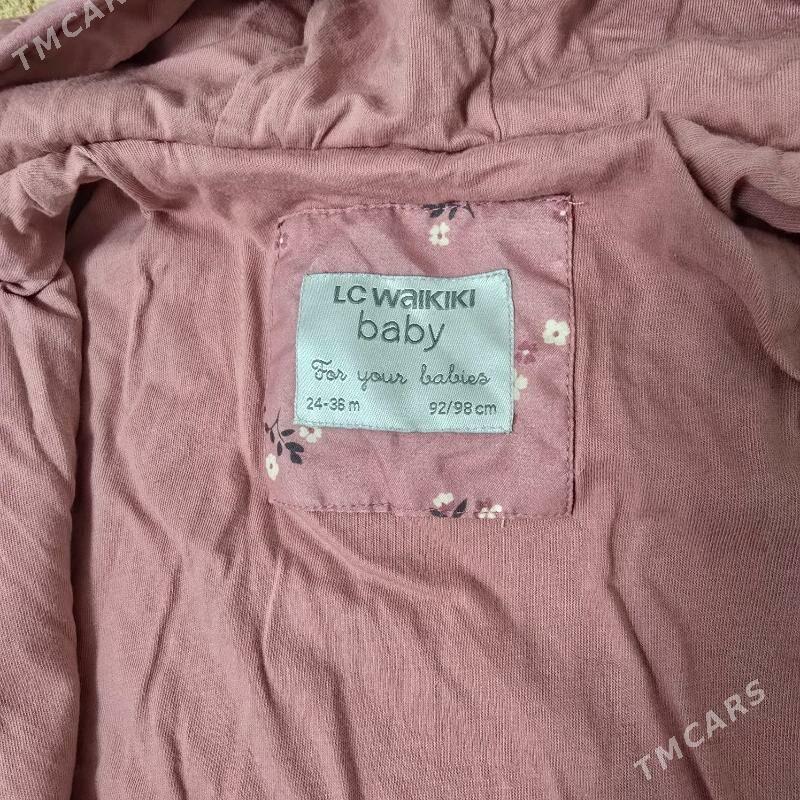 TMCARS
LC WAIKIKI
baby
For your babies
24-36 m 92/98 cm
TMCARS